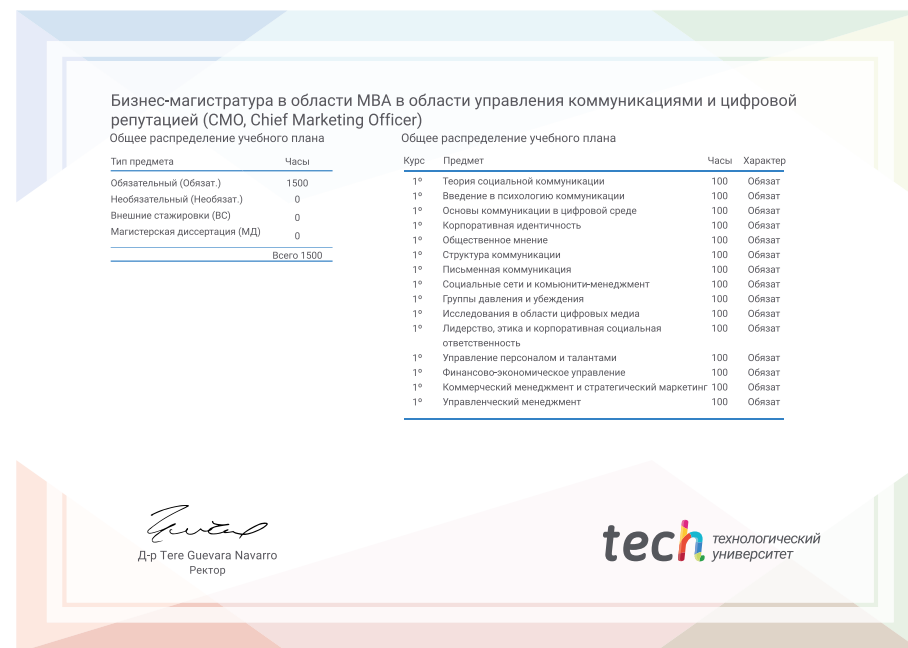 Бизнес-магистратура в области MBA в области управления коммуникациями и цифровой
репутацией (CMO, Chief Marketing Officer)
Общее распределение учебного плана
Тип предмета Часы
Обязательный (Обязат.) 1500
Необязательный (Необязат.) 0
Внешние стажировки (ВС) 0
Магистерская диссертация (МД) 0
Всего 1500
Общее распределение учебного плана
Курс Предмет Часы Характер
1º Теория социальной коммуникации 100 Обязат
1º Введение в психологию коммуникации 100 Обязат
1º Основы коммуникации в цифровой среде 100 Обязат
1º Корпоративная идентичность 100 Обязат
1º Общественное мнение 100 Обязат
1º Структура коммуникации 100 Обязат
1º Письменная коммуникация 100 Обязат
1º Социальные сети и комьюнити-менеджмент 100 Обязат
1º Группы давления и убеждения 100 Обязат
1º Исследования в области цифровых медиа 100 Обязат
1º Лидерство, этика и корпоративная социальная 100 Обязат
ответственность
1º Управление персоналом и талантами 100 Обязат
1º Финансово-экономическое управление 100 Обязат
1º Коммерческий менеджмент и стратегический маркетинг 100 Обязат
1º Управленческий менеджмент 100 Обязат
Д-р Tere Guevara Navarro
Ректор
tech технологический
университет